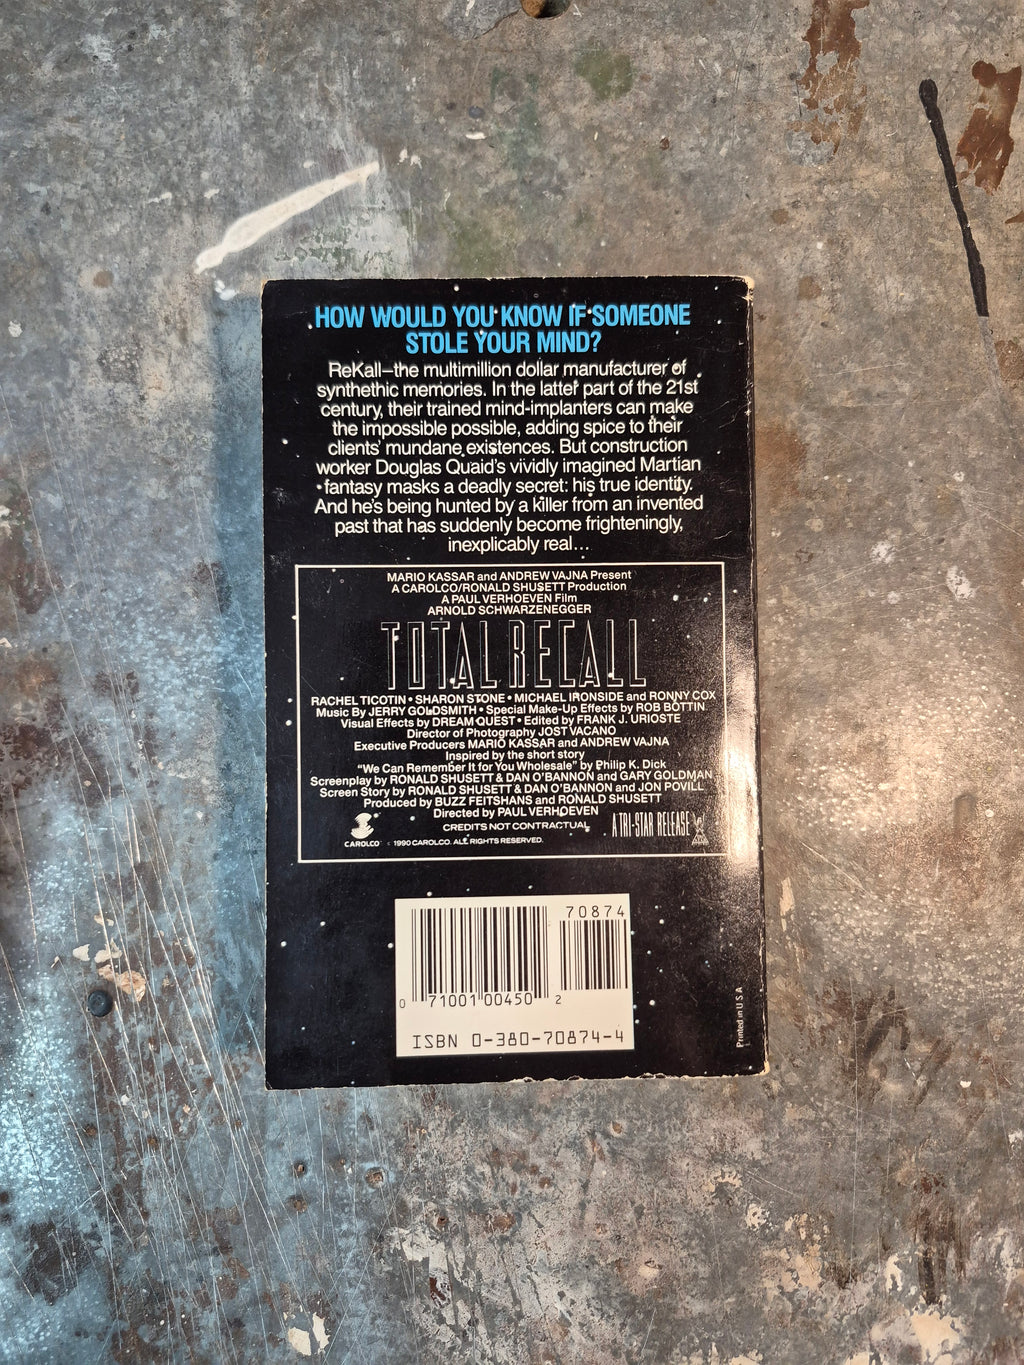 HOW WOULD YOU KNOW IF SOMEONE
STOLE YOUR MIND?
ReKall—the multimillion dollar manufacturer of
synthethic memories. In the latter part of the 21st
century, their trained mind-implanters can make
the impossible possible, adding spice to their
clients' mundane existences. But construction
worker Douglas Quaid's vividly imagined Martian
fantasy masks a deadly secret: his true identity.
And he's being hunted by a killer from an invented
past that has suddenly become frighteningly,
inexplicably real...
MARIO KASSAR and ANDREW VAJNA Present
A CAROLCO/RONALD SHUSETT Production
A PAUL VERHOEVEN Film
ARNOLD SCHWARZENEGGER
TOTAL RECALL
RACHEL TICOTIN • SHARON STONE • MICHAEL IRONSIDE and RONNY COX
Music By JERRY GOLDSMITH • Special Make-Up Effects by ROB BOTTIN
Visual Effects by DREAM QUEST • Edited by FRANK J. URIOSTE
Director of Photography JOST VACANO
Executive Producers MARIO KASSAR and ANDREW VAJNA
Inspired by the short story
"We Can Remember It for You Wholesale" by Philip K. Dick
Screenplay by RONALD SHUSETT & DAN O'BANNON and GARY GOLDMAN
Screen Story by RONALD SHUSETT & DAN O'BANNON and JON POVILL
Produced by BUZZ FEITSHANS and RONALD SHUSETT
Directed by PAUL VERHOEVEN
CREDITS NOT CONTRACTUAL
A TRI-STAR RELEASE
CAROLCO © 1990 CAROLCO. ALL RIGHTS RESERVED.
70874
0 71001 00450 2
ISBN 0-380-70874-4
Printed in U S A